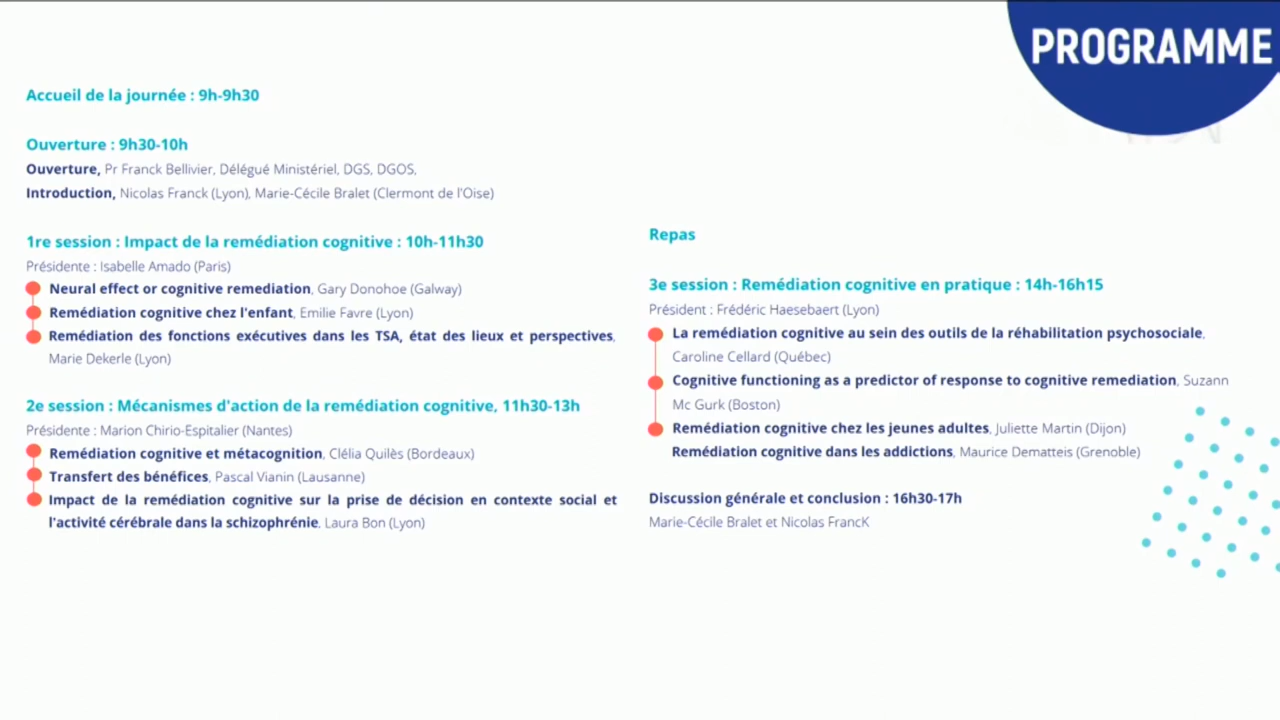 PROGRAMME
Accueil de la journée : 9h-9h30
Ouverture : 9h30-10h
Ouverture, Pr Franck Bellivier, Délégué Ministériel, DGS, DGOS,
Introduction, Nicolas Franck (Lyon), Marie-Cécile Bralet (Clermont de l'Oise)
1re session : Impact de la remédiation cognitive : 10h-11h30
Présidente : Isabelle Amado (Paris)
Neural effect or cognitive remediation, Gary Donohoe (Galway)
Remédiation cognitive chez l'enfant, Emilie Favre (Lyon)
Remédiation des fonctions exécutives dans les TSA, état des lieux et perspectives,
Marie Dekerle (Lyon)
2e session : Mécanismes d'action de la remédiation cognitive, 11h30-13h
Présidente : Marion Chirio-Espitalier (Nantes)
Remédiation cognitive et métacognition, Clélia Quilès (Bordeaux)
Transfert des bénéfices, Pascal Vianin (Lausanne)
Impact de la remédiation cognitive sur la prise de décision en contexte social et
l'activité cérébrale dans la schizophrénie, Laura Bon (Lyon)
Repas
3e session : Remédiation cognitive en pratique : 14h-16h15
Président : Frédéric Haesebaert (Lyon)
La remédiation cognitive au sein des outils de la réhabilitation psychosociale,
Caroline Cellard (Québec)
Cognitive functioning as a predictor of response to cognitive remediation, Suzann
Mc Gurk (Boston)
Remédiation cognitive chez les jeunes adultes, Juliette Martin (Dijon)
Remédiation cognitive dans les addictions, Maurice Dematteis (Grenoble)
Discussion générale et conclusion : 16h30-17h
Marie-Cécile Bralet et Nicolas FrancK